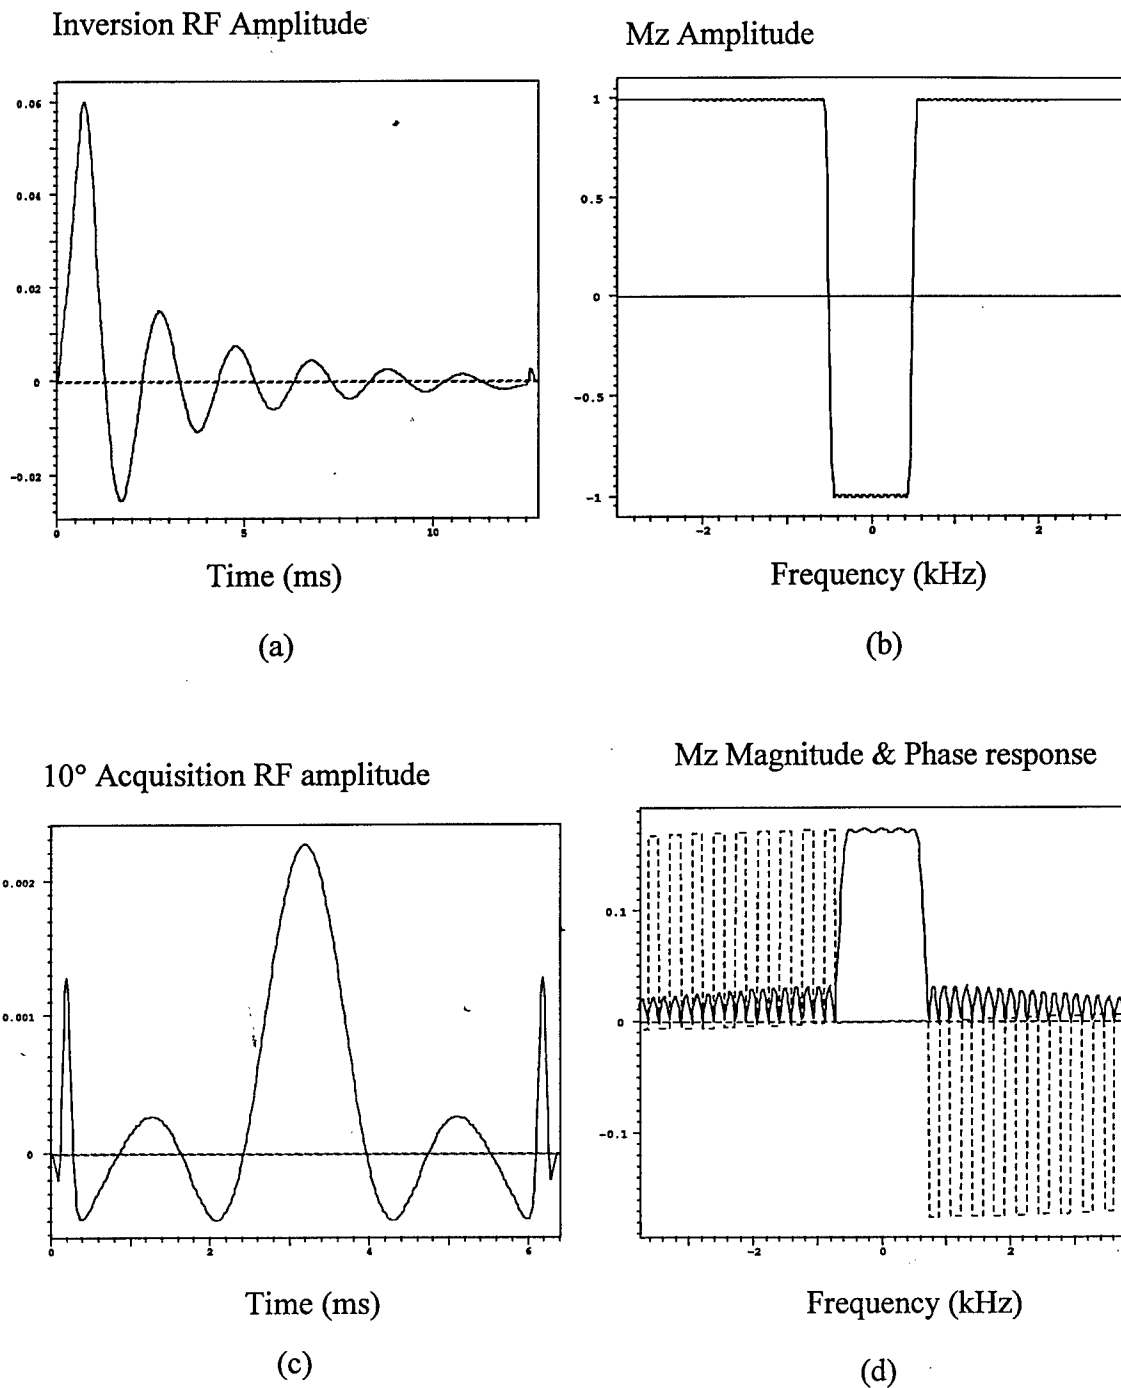 Inversion RF Amplitude
Mz Amplitude
0.06
0.04
0.02
0
-0.02
0
5
10
Time (ms)
(a)
1
0.5
0
-0.5
-1
-2
0
2
Frequency (kHz)
(b)
10° Acquisition RF amplitude
Mz Magnitude & Phase response
0.002
0.001
0
0
2
4
6
Time (ms)
(c)
0.1
0
-0.1
-2
0
2
Frequency (kHz)
(d)